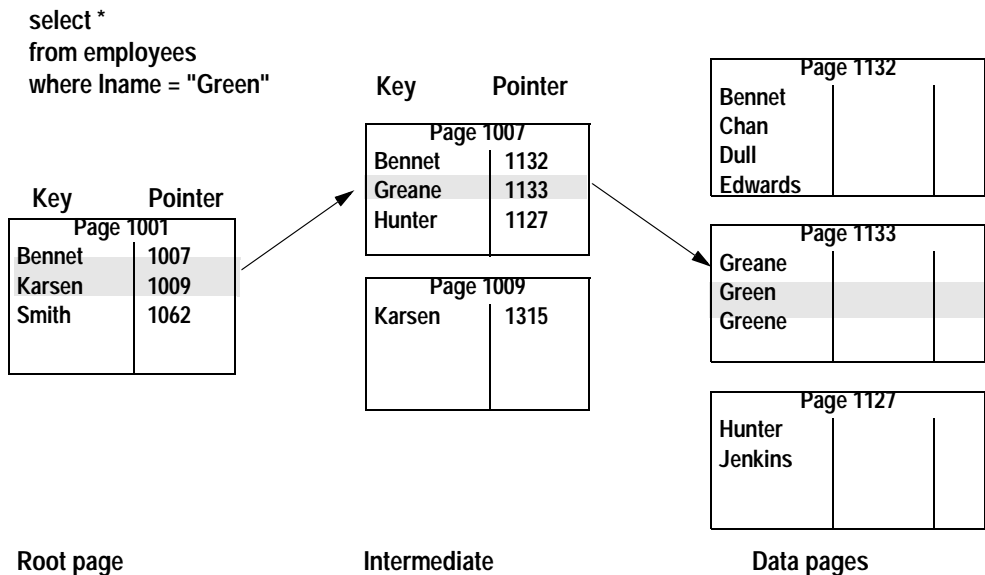 select *
from employees
where lname = "Green"
Key Pointer
Page 1001
Bennet 1007
Karsen 1009
Smith 1062
Root page
Key Pointer
Page 1007
Bennet 1132
Greane 1133
Hunter 1127
Page 1009
Karsen 1315
Intermediate
Page 1132
Bennet
Chan
Dull
Edwards
Page 1133
Greane
Green
Greene
Page 1127
Hunter
Jenkins
Data pages